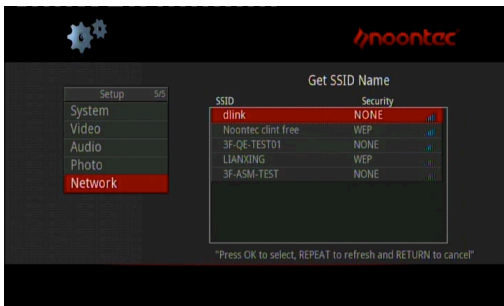 noontec
Get SSID Name
Setup 5/5
System
Video
Audio
Photo
Network
SSID Security
dlink NONE
Noontec clint free WEP
3F-QE-TEST01 NONE
LIANXING WEP
3F-ASM-TEST NONE
"Press OK to select, REPEAT to refresh and RETURN to cancel"